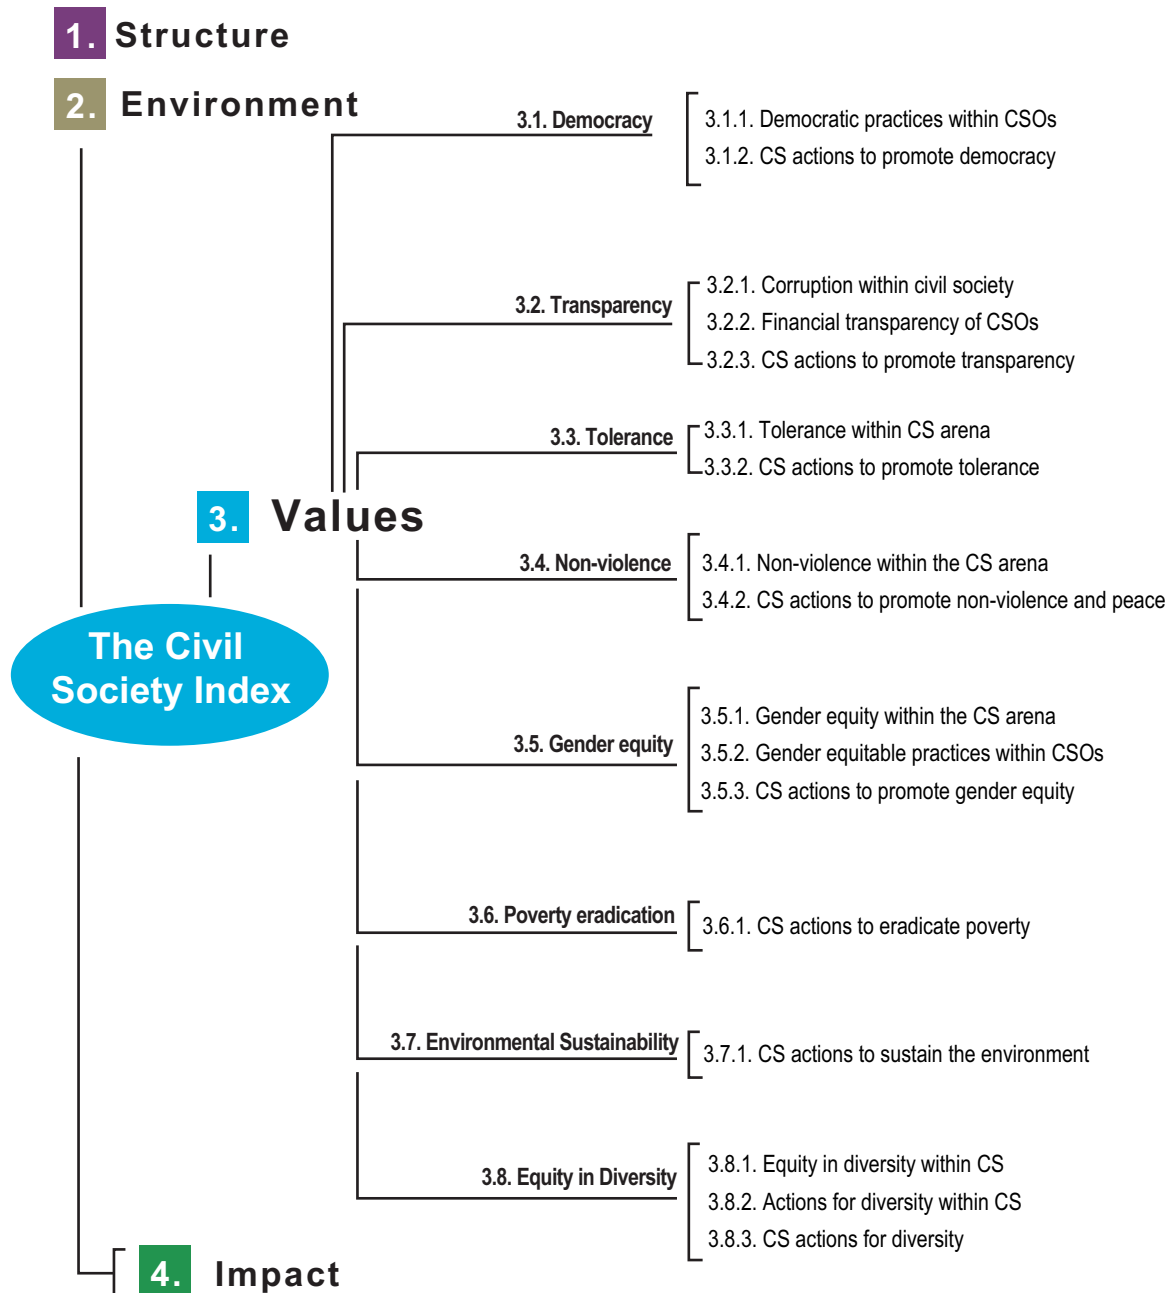 1. Structure
2. Environment
3.1. Democracy
3.1.1. Democratic practices within CSOs
3.1.2. CS actions to promote democracy
3.2. Transparency
3.2.1. Corruption within civil society
3.2.2. Financial transparency of CSOs
3.2.3. CS actions to promote transparency
3.3. Tolerance
3.3.1. Tolerance within CS arena
3.3.2. CS actions to promote tolerance
3. Values
3.4. Non-violence
3.4.1. Non-violence within the CS arena
3.4.2. CS actions to promote non-violence and peace
The Civil
Society Index
3.5. Gender equity
3.5.1. Gender equity within the CS arena
3.5.2. Gender equitable practices within CSOs
3.5.3. CS actions to promote gender equity
3.6. Poverty eradication
3.6.1. CS actions to eradicate poverty
3.7. Environmental Sustainability
3.7.1. CS actions to sustain the environment
3.8. Equity in Diversity
3.8.1. Equity in diversity within CS
3.8.2. Actions for diversity within CS
3.8.3. CS actions for diversity
4. Impact